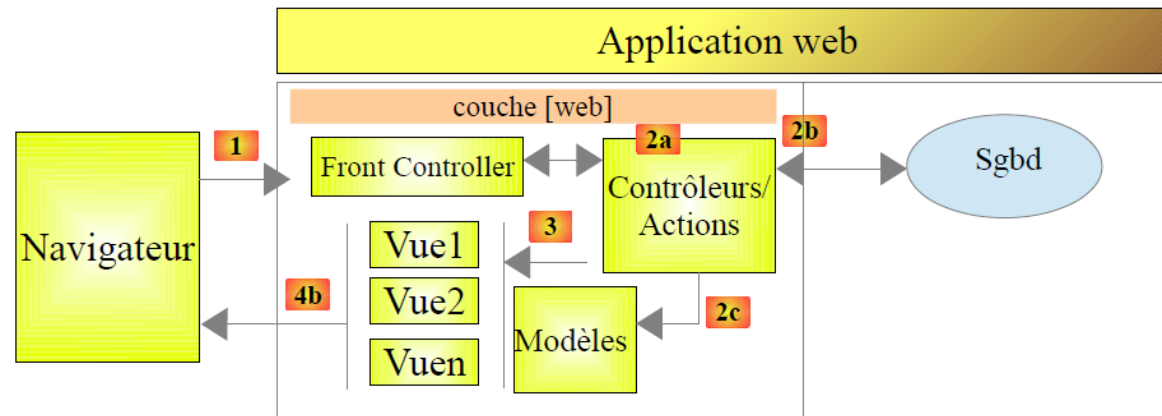 Application web
couche [web]
1
2a
2b
Front Controller
Contrôleurs/
Actions
Sgbd
Navigateur
Vue1
3
4b
Vue2
2c
Modèles
Vuen